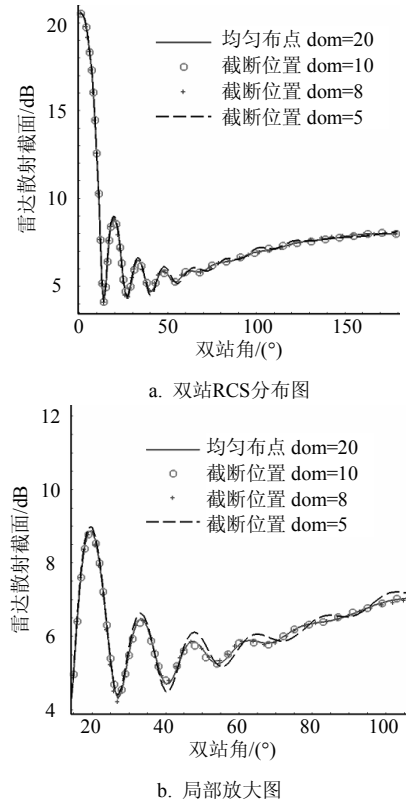 均匀布点 dom=20
截断位置 dom=10
截断位置 dom=8
截断位置 dom=5
雷达散射截面/dB
20
10
5
0
50
100
150
双站角/(°)
a. 双站RCS分布图
12
均匀布点 dom=20
截断位置 dom=10
截断位置 dom=8
截断位置 dom=5
雷达散射截面/dB
10
8
6
4
20
40
60
80
100
双站角/(°)
b. 局部放大图